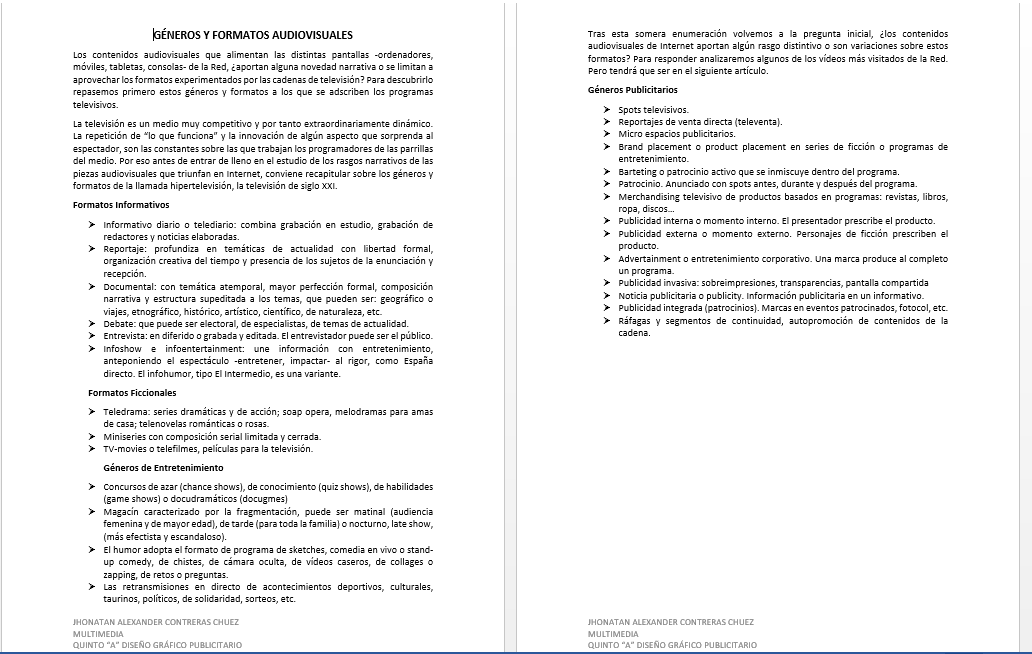 GÉNEROS Y FORMATOS AUDIOVISUALES
Los contenidos audiovisuales que alimentan las distintas pantallas -ordenadores,
móviles, tabletas, consolas- de la Red, ¿aportan alguna novedad narrativa o se limitan a
aprovechar los formatos experimentados por las cadenas de televisión? Para descubrirlo
repasemos primero estos géneros y formatos a los que se adscriben los programas
televisivos.
La televisión es un medio muy competitivo y por tanto extraordinariamente dinámico.
La repetición de “lo que funciona” y la innovación de algún aspecto que sorprenda al
espectador, son las constantes sobre las que trabajan los programadores de las parrillas
del medio. Por eso antes de entrar de lleno en el estudio de los rasgos narrativos de las
piezas audiovisuales que triunfan en Internet, conviene recapitular sobre los géneros y
formatos de la llamada hipertelevisión, la televisión de siglo XXI.
Formatos Informativos
➢ Informativo diario o telediario: combina grabación en estudio, grabación de
redactores y noticias elaboradas.
➢ Reportaje: profundiza en temáticas de actualidad con libertad formal,
organización creativa del tiempo y presencia de los sujetos de la enunciación y
recepción.
➢ Documental: con temática atemporal, mayor perfección formal, composición
narrativa y estructura supeditada a los temas, que pueden ser: geográfico o
viajes, etnográfico, histórico, artístico, científico, de naturaleza, etc.
➢ Debate: que puede ser electoral, de especialistas, de temas de actualidad.
➢ Entrevista: en diferido o grabada y editada. El entrevistador puede ser el público.
➢ Infoshow e infoentertainment: une información con entretenimiento,
anteponiendo el espectáculo -entretener, impactar- al rigor, como España
directo. El infohumor, tipo El Intermedio, es una variante.
Formatos Ficcionales
➢ Teledrama: series dramáticas y de acción; soap opera, melodramas para amas
de casa; telenovelas románticas o rosas.
➢ Miniseries con composición serial limitada y cerrada.
➢ TV-movies o telefilmes, películas para la televisión.
Géneros de Entretenimiento
➢ Concursos de azar (chance shows), de conocimiento (quiz shows), de habilidades
(game shows) o docudramáticos (docugmes)
➢ Magacín caracterizado por la fragmentación, puede ser matinal (audiencia
femenina y de mayor edad), de tarde (para toda la familia) o nocturno, late show,
(más efectista y escandaloso).
➢ El humor adopta el formato de programa de sketches, comedia en vivo o stand-
up comedy, de chistes, de cámara oculta, de vídeos caseros, de collages o
zapping, de retos o preguntas.
➢ Las retransmisiones en directo de acontecimientos deportivos, culturales,
taurinos, políticos, de solidaridad, sorteos, etc.
JHONATAN ALEXANDER CONTRERAS CHUEZ
MULTIMEDIA
QUINTO “A” DISEÑO GRÁFICO PUBLICITARIO
Tras esta somera enumeración volvemos a la pregunta inicial, ¿los contenidos
audiovisuales de Internet aportan algún rasgo distintivo o son variaciones sobre estos
formatos? Para responder analizaremos algunos de los vídeos más visitados de la Red.
Pero tendrá que ser en el siguiente artículo.
Géneros Publicitarios
➢ Spots televisivos.
➢ Reportajes de venta directa (televenta).
➢ Micro espacios publicitarios.
➢ Brand placement o product placement en series de ficción o programas de
entretenimiento.
➢ Barteting o patrocinio activo que se inmiscuye dentro del programa.
➢ Patrocinio. Anunciado con spots antes, durante y después del programa.
➢ Merchandising televisivo de productos basados en programas: revistas, libros,
ropa, discos…
➢ Publicidad interna o momento interno. El presentador prescribe el producto.
➢ Publicidad externa o momento externo. Personajes de ficción prescriben el
producto.
➢ Advertainment o entretenimiento corporativo. Una marca produce al completo
un programa.
➢ Publicidad invasiva: sobreimpresiones, transparencias, pantalla compartida
➢ Noticia publicitaria o publicity. Información publicitaria en un informativo.
➢ Publicidad integrada (patrocinios). Marcas en eventos patrocinados, fotocol, etc.
➢ Ráfagas y segmentos de continuidad, autopromoción de contenidos de la
cadena.
JHONATAN ALEXANDER CONTRERAS CHUEZ
MULTIMEDIA
QUINTO “A” DISEÑO GRÁFICO PUBLICITARIO